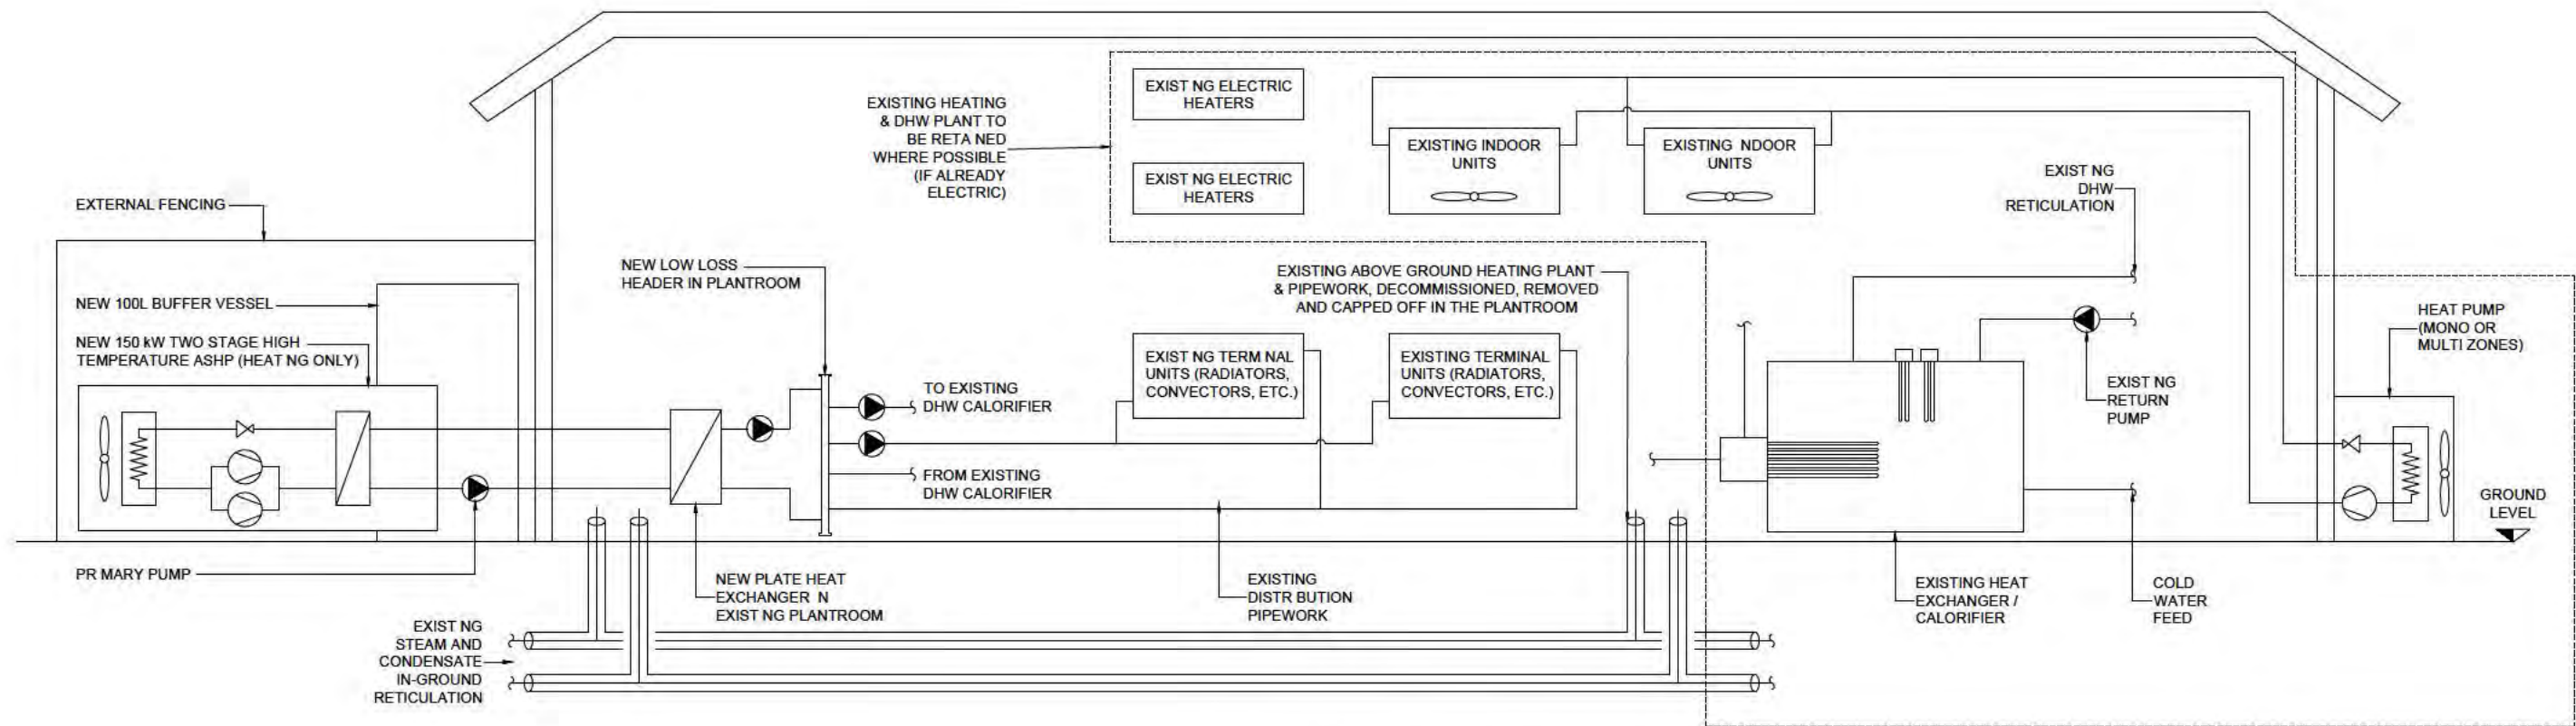 EXIST NG ELECTRIC
HEATERS
EXISTING HEATING
& DHW PLANT TO
BE RETA NED
WHERE POSSIBLE
(IF ALREADY
ELECTRIC)
EXISTING INDOOR
UNITS
EXISTING NDOOR
UNITS
EXIST NG ELECTRIC
HEATERS
EXIST NG
DHW
RETICULATION
EXTERNAL FENCING
NEW LOW LOSS
HEADER IN PLANTROOM
EXISTING ABOVE GROUND HEATING PLANT
& PIPEWORK, DECOMMISSIONED, REMOVED
AND CAPPED OFF IN THE PLANTROOM
NEW 100L BUFFER VESSEL
HEAT PUMP
(MONO OR
MULTI ZONES)
NEW 150 kW TWO STAGE HIGH
TEMPERATURE ASHP (HEAT NG ONLY)
EXIST NG TERM NAL
UNITS (RADIATORS,
CONVECTORS, ETC.)
EXISTING TERMINAL
UNITS (RADIATORS,
CONVECTORS, ETC.)
TO EXISTING
DHW CALORIFIER
EXIST NG
RETURN
PUMP
FROM EXISTING
DHW CALORIFIER
GROUND
LEVEL
PR MARY PUMP
NEW PLATE HEAT
EXCHANGER N
EXIST NG PLANTROOM
EXISTING
DISTR BUTION
PIPEWORK
EXISTING HEAT
EXCHANGER /
CALORIFIER
COLD
WATER
FEED
EXIST NG
STEAM AND
CONDENSATE
IN-GROUND
RETICULATION